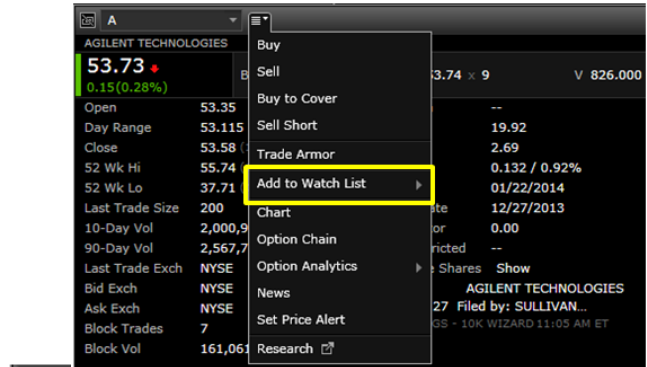 A
AGILENT TECHNOLOGIES
53.73
0.15(0.28%)
B
53.74 x 9
V 826.000
Buy
Sell
Buy to Cover
Sell Short
Trade Armor
Add to Watch List
Chart
Option Chain
Option Analytics
News
Set Price Alert
Research
Open 53.35 --
Day Range 53.115 19.92
Close 53.58 2.69
52 Wk Hi 55.74 0.132 / 0.92%
52 Wk Lo 37.71 01/22/2014
Last Trade Size 200 12/27/2013
10-Day Vol 2,000,9 0.00
90-Day Vol 2,567,7 ricted --
Last Trade Exch NYSE Shares Show
Bid Exch NYSE AGILENT TECHNOLOGIES
Ask Exch NYSE 27 Filed by: SULLIVAN...
Block Trades 7 GS - 10K WIZARD 11:05 AM ET
Block Vol 161,061